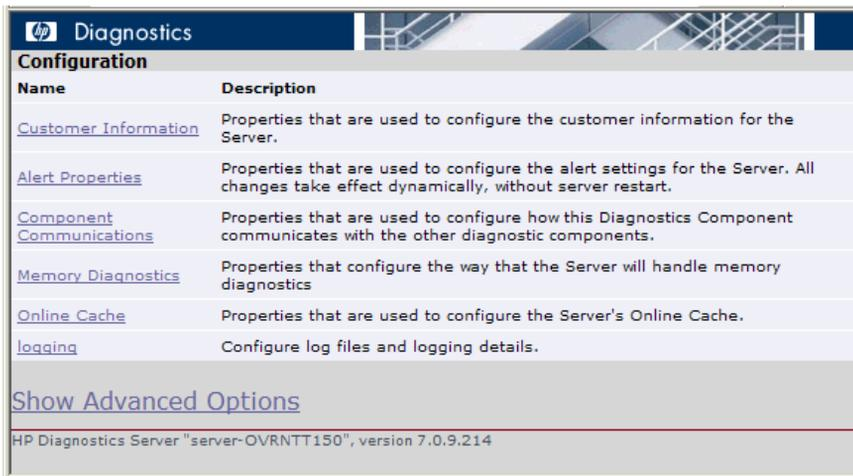 hp Diagnostics
Configuration
Name Description
Customer Information Properties that are used to configure the customer information for the
Server.
Alert Properties Properties that are used to configure the alert settings for the Server. All
changes take effect dynamically, without server restart.
Component Properties that are used to configure how this Diagnostics Component
Communications communicates with the other diagnostic components.
Memory Diagnostics Properties that configure the way that the Server will handle memory
diagnostics
Online Cache Properties that are used to configure the Server's Online Cache.
logging Configure log files and logging details.
Show Advanced Options
HP Diagnostics Server "server-OVRNTT150", version 7.0.9.214